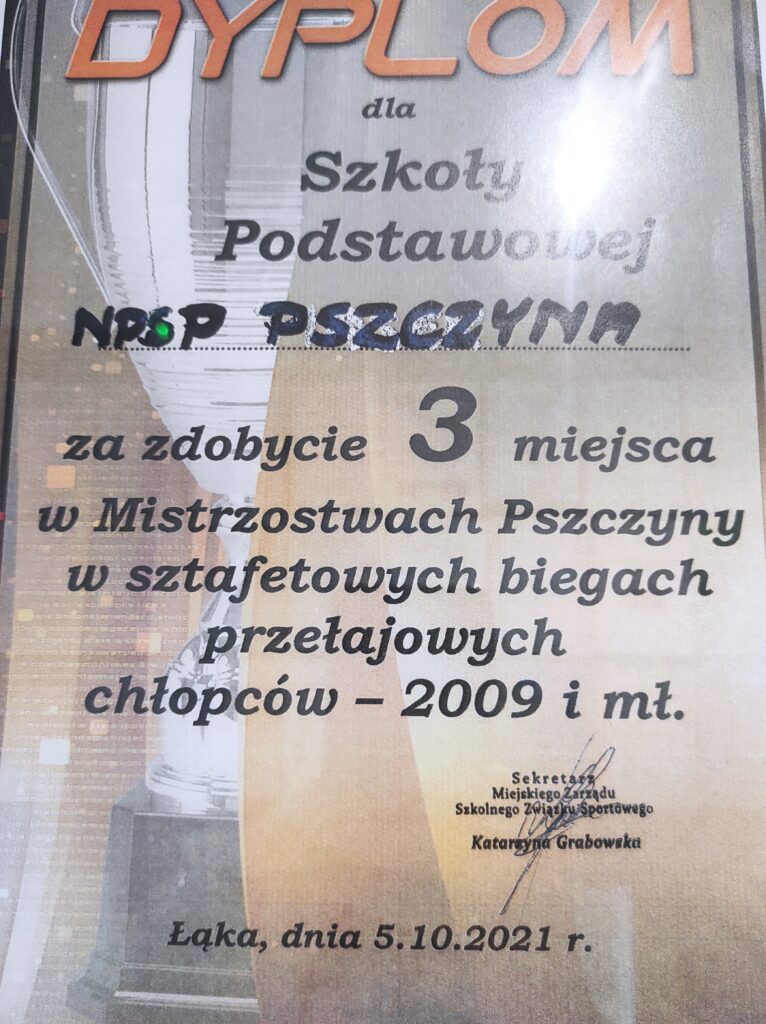 DYPLOM
dla
Szkoły
Podstawowej
NPSP PSZCZYNA
za zdobycie 3 miejsca
w Mistrzostwach Pszczyny
w sztafetowych biegach
przełajowych
chłopców – 2009 i mł.
Sekretarz
Miejskiego Zarządu
Szkolnego Związku Sportowego
Katarzyna Grabowska
Łąka, dnia 5.10.2021 r.